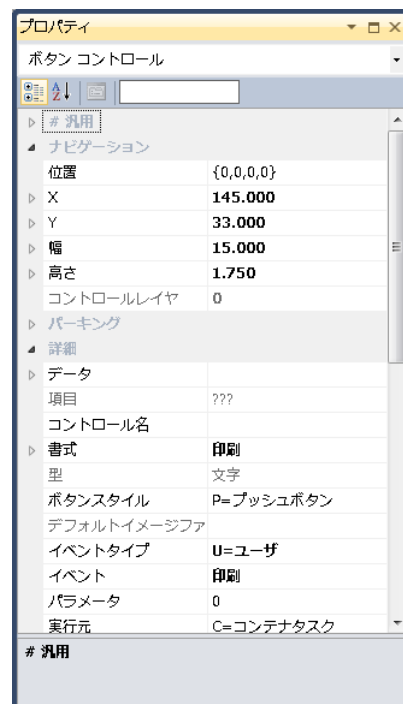 プロパティ
ボタン コントロール
# 汎用
ナビゲーション
位置 {0,0,0,0}
X 145.000
Y 33.000
幅 15.000
高さ 1.750
コントロールレイヤ 0
パーキング
詳細
データ
項目 ???
コントロール名
書式 印刷
型 文字
ボタンスタイル P=プッシュボタン
デフォルトイメージファ
イベントタイプ U=ユーザ
イベント 印刷
パラメータ 0
実行元 C=コンテナタスク
# 汎用